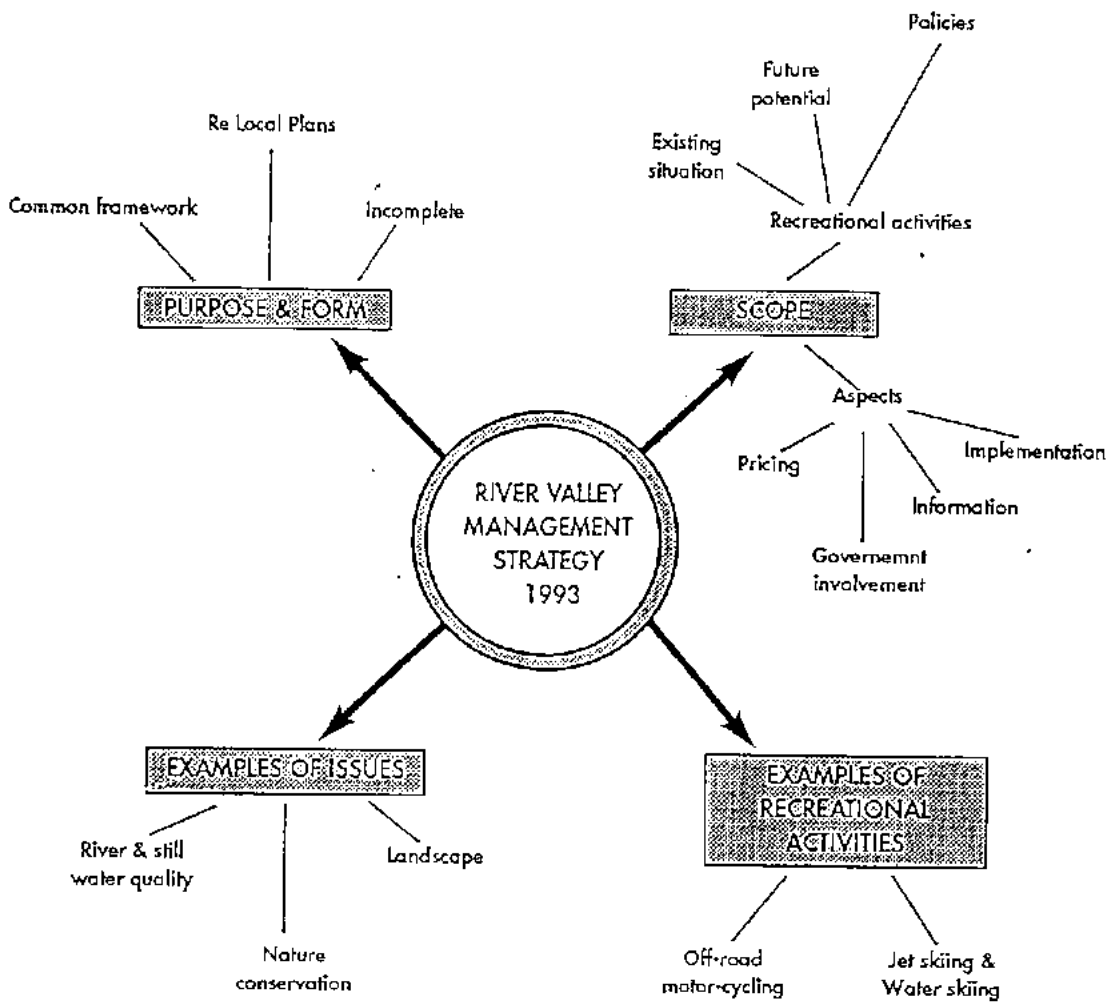 Policies
Future
potential
Re Local Plans
Existing
situation
Common framework
Incomplete
Recreational activities
PURPOSE & FORM
SCOPE
Aspects
Pricing
Implementation
Information
Governemnt
involvement
RIVER VALLEY
MANAGEMENT
STRATEGY
1993
EXAMPLES OF ISSUES
River & still
water quality
Landscape
Nature
conservation
EXAMPLES OF
RECREATIONAL
ACTIVITIES
Off-road
motor-cycling
Jet skiing &
Water skiing